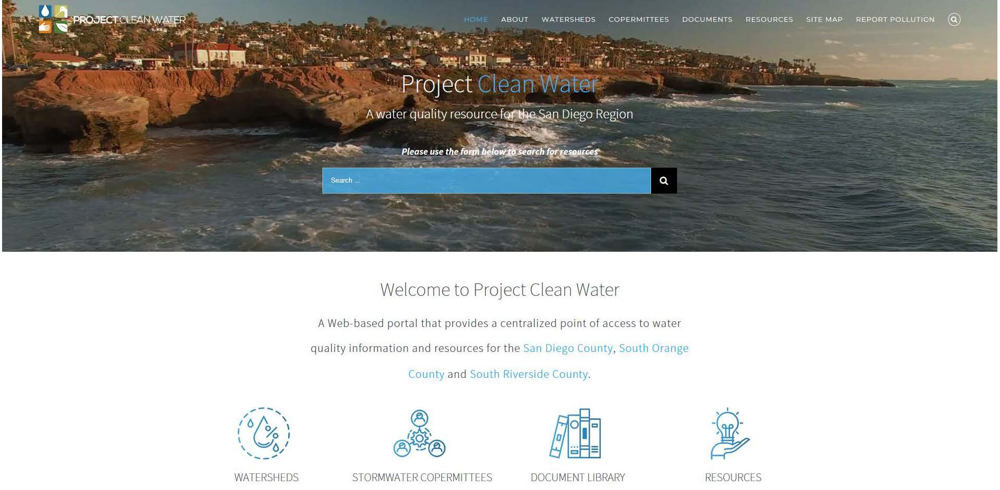 PROJECT CLEAN WATER
HOME ABOUT WATERSHEDS COPERMITTEES DOCUMENTS RESOURCES SITE MAP REPORT POLLUTION
Project Clean Water
A water quality resource for the San Diego Region
Please use the form below to search for resources
Search ...
Welcome to Project Clean Water
A Web-based portal that provides a centralized point of access to water
quality information and resources for the San Diego County, South Orange
County and South Riverside County.
WATERSHEDS
STORMWATER COPERMITTEES
DOCUMENT LIBRARY
RESOURCES